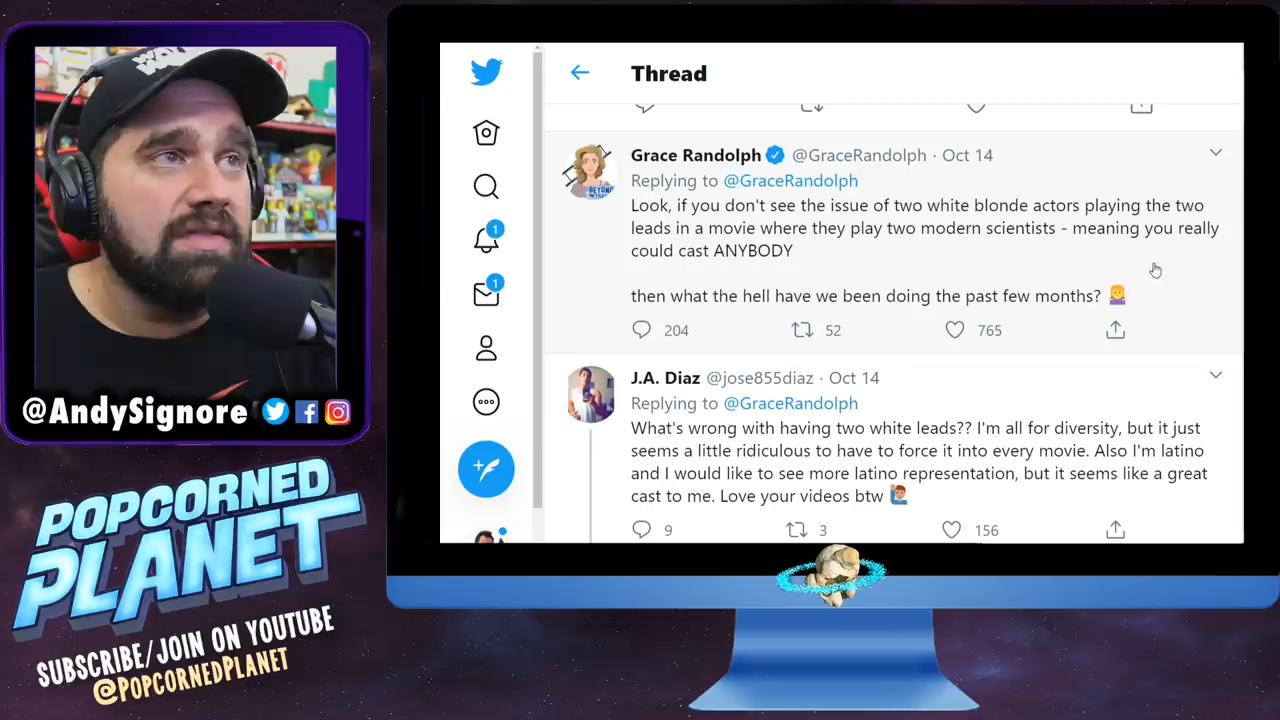 @AndySignore
POPCORNED
PLANET
SUBSCRIBE/JOIN ON YOUTUBE
@POPCORNEDPLANET
Thread
Grace Randolph @GraceRandolph · Oct 14
Replying to @GraceRandolph
Look, if you don't see the issue of two white blonde actors playing the two
leads in a movie where they play two modern scientists - meaning you really
could cast ANYBODY
then what the hell have we been doing the past few months? 🤷‍♀️
204 52 765
J.A. Diaz @jose855diaz · Oct 14
Replying to @GraceRandolph
What's wrong with having two white leads?? I'm all for diversity, but it just
seems a little ridiculous to have to force it into every movie. Also I'm latino
and I would like to see more latino representation, but it seems like a great
cast to me. Love your videos btw 🙋🏽‍♂️
9 3 156
1
1